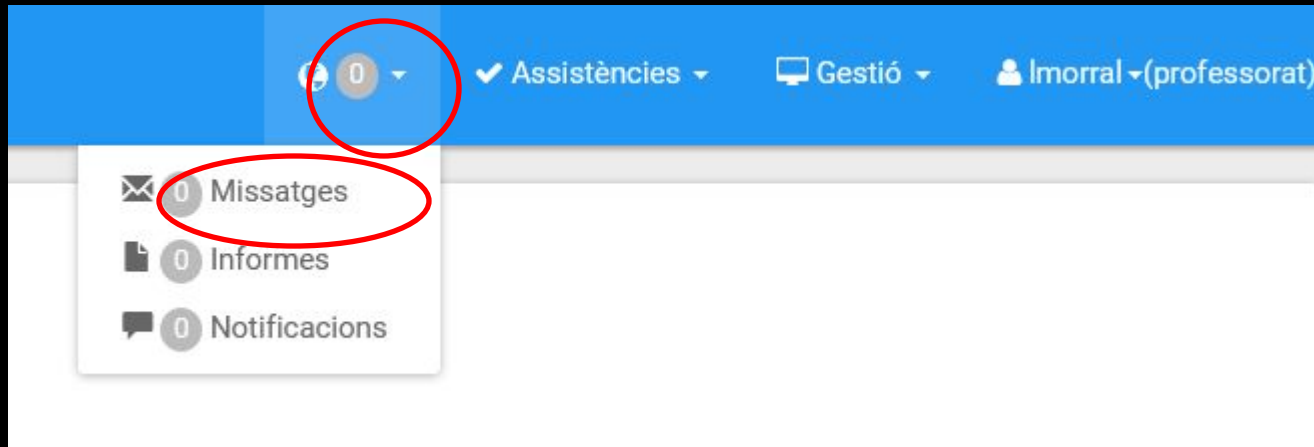 0 Assistències Gestió lmorral (professorat)
0 Missatges
0 Informes
0 Notificacions